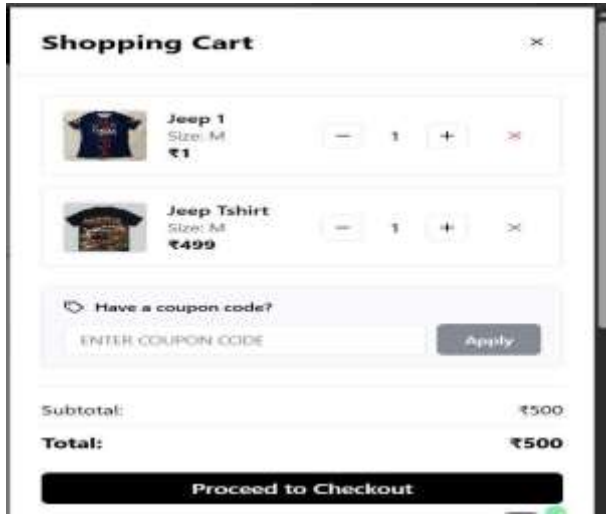 Shopping Cart ×
Jeep 1
Size: M
₹1
− 1 + ×
Jeep Tshirt
Size: M
₹499
− 1 + ×
Have a coupon code?
ENTER COUPON CODE Apply
Subtotal: ₹500
Total: ₹500
Proceed to Checkout